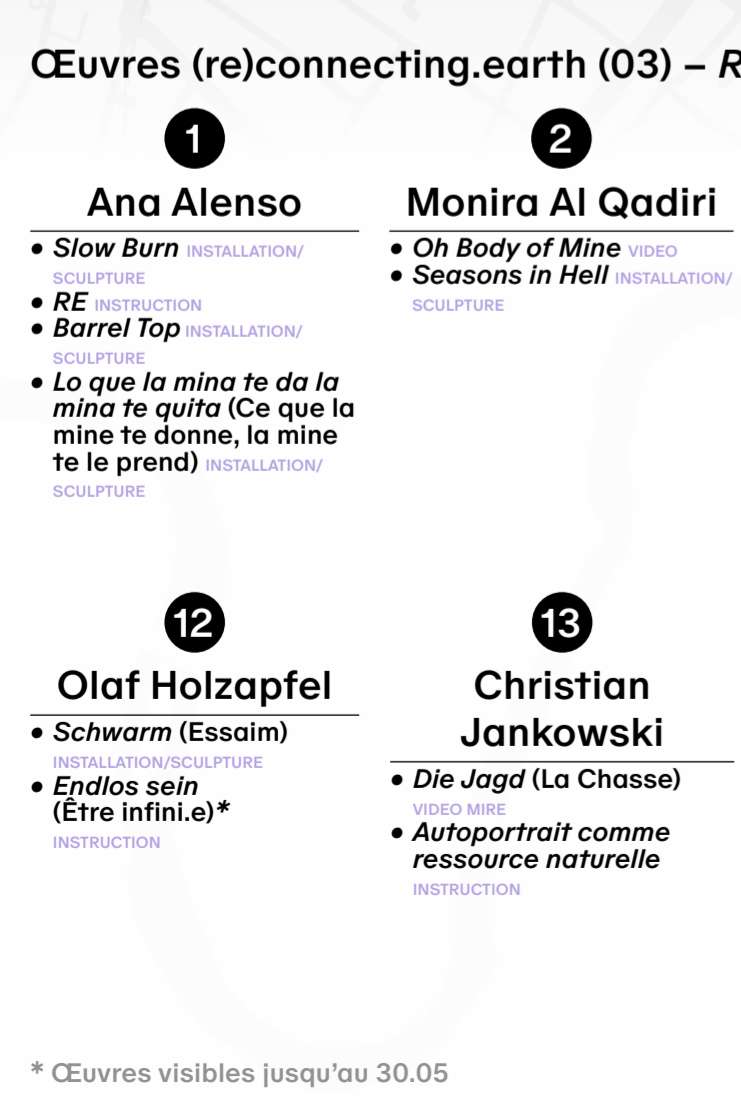 Œuvres (re)connecting.earth (03) – R
1
Ana Alenso
• Slow Burn INSTALLATION/
SCULPTURE
• RE INSTRUCTION
• Barrel Top INSTALLATION/
SCULPTURE
• Lo que la mina te da la
mina te quita (Ce que la
mine te donne, la mine
te le prend) INSTALLATION/
SCULPTURE
2
Monira Al Qadiri
• Oh Body of Mine VIDEO
• Seasons in Hell INSTALLATION/
SCULPTURE
12
Olaf Holzapfel
• Schwarm (Essaim)
INSTALLATION/SCULPTURE
• Endlos sein
(Être infini.e)*
INSTRUCTION
13
Christian
Jankowski
• Die Jagd (La Chasse)
VIDEO MIRE
• Autoportrait comme
ressource naturelle
INSTRUCTION
* Œuvres visibles jusqu’au 30.05